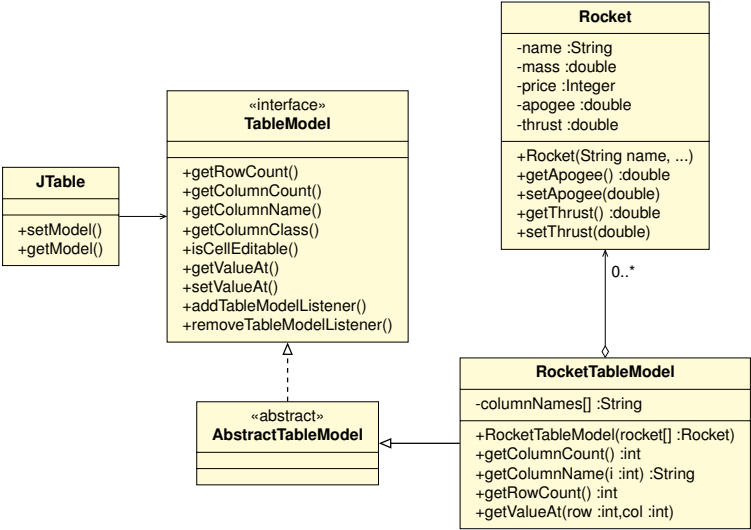 Rocket
-name :String
-mass :double
-price :Integer
-apogee :double
-thrust :double
+Rocket(String name, ...)
+getApogee() :double
+setApogee(double)
+getThrust() :double
+setThrust(double)
«interface»
TableModel
+getRowCount()
+getColumnCount()
+getColumnName()
+getColumnClass()
+isCellEditable()
+getValueAt()
+setValueAt()
+addTableModelListener()
+removeTableModelListener()
JTable
+setModel()
+getModel()
0..*
«abstract»
AbstractTableModel
RocketTableModel
-columnNames[] :String
+RocketTableModel(rocket[] :Rocket)
+getColumnCount() :int
+getColumnName(i :int) :String
+getRowCount() :int
+getValueAt(row :int,col :int)